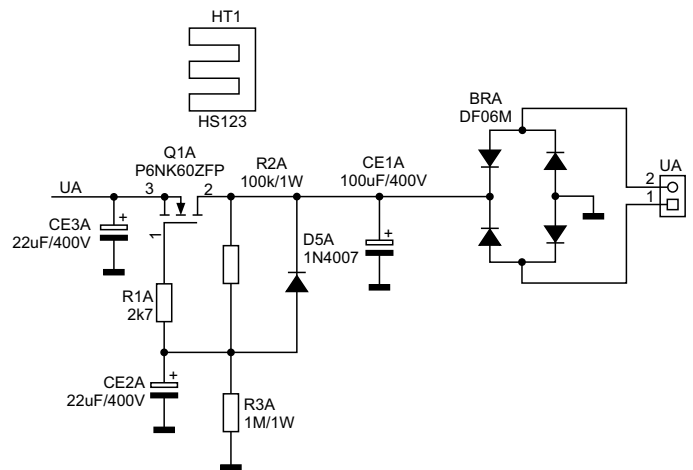 HT1
HS123
BRA
DF06M
Q1A
P6NK60ZFP
R2A
100k/1W
CE1A
100uF/400V
UA
UA
3
2
2
1
CE3A
22uF/400V
+
1
+
D5A
1N4007
R1A
2k7
CE2A
22uF/400V
+
R3A
1M/1W